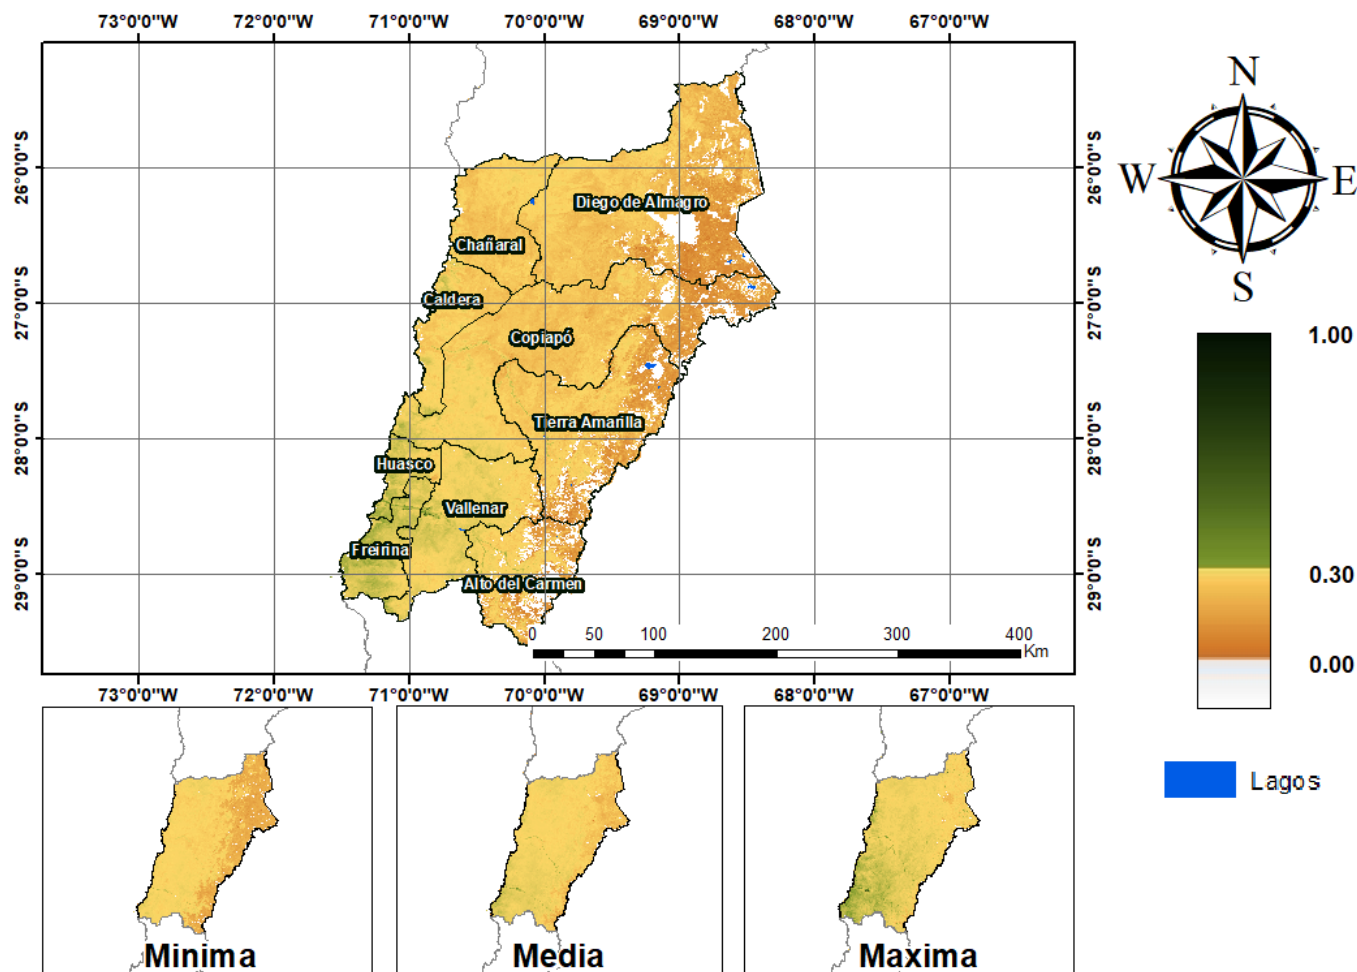 73°0'0"W 72°0'0"W 71°0'0"W 70°0'0"W 69°0'0"W 68°0'0"W 67°0'0"W
N
W E
S
26°0'0"S 26°0'0"S
27°0'0"S 27°0'0"S
28°0'0"S 28°0'0"S
29°0'0"S 29°0'0"S
Diego de Almagro
Chañaral
Caldera
Copiapó
Tierra Amarilla
Huasco
Vallenar
Freirina
Alto del Carmen
0 50 100 200 300 400
Km
1.00
0.30
0.00
73°0'0"W 72°0'0"W 71°0'0"W 70°0'0"W 69°0'0"W 68°0'0"W 67°0'0"W
Lagos
Minima
Media
Maxima